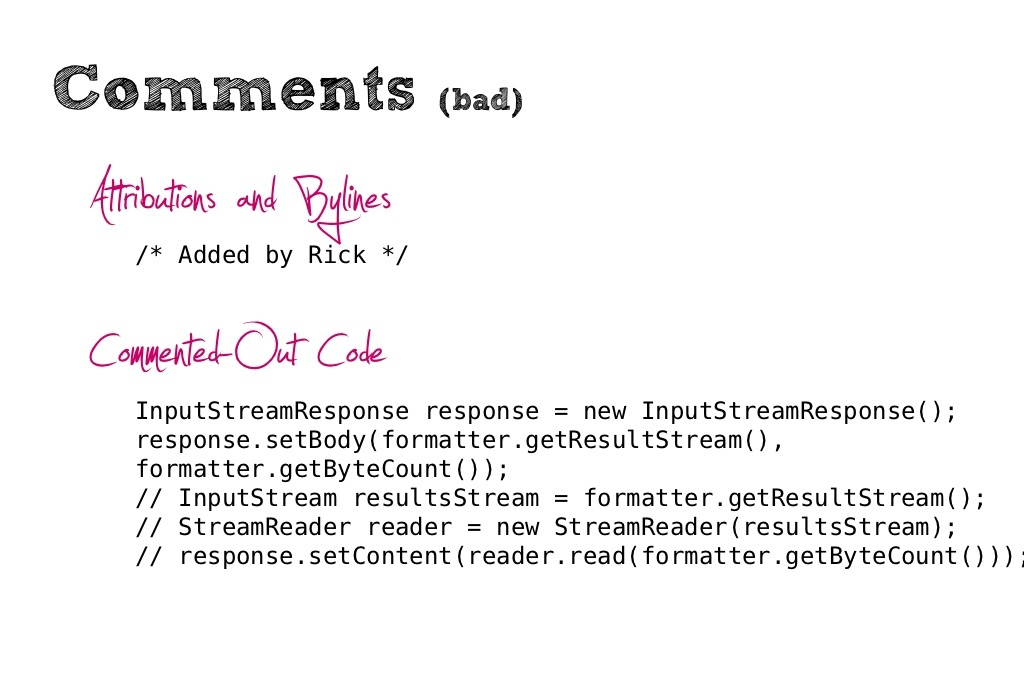 Comments (bad)
Attributions and Bylines
/* Added by Rick */
Commented-Out Code
InputStreamResponse response = new InputStreamResponse();
response.setBody(formatter.getResultStream(),
formatter.getByteCount());
// InputStream resultsStream = formatter.getResultStream();
// StreamReader reader = new StreamReader(resultsStream);
// response.setContent(reader.read(formatter.getByteCount()));